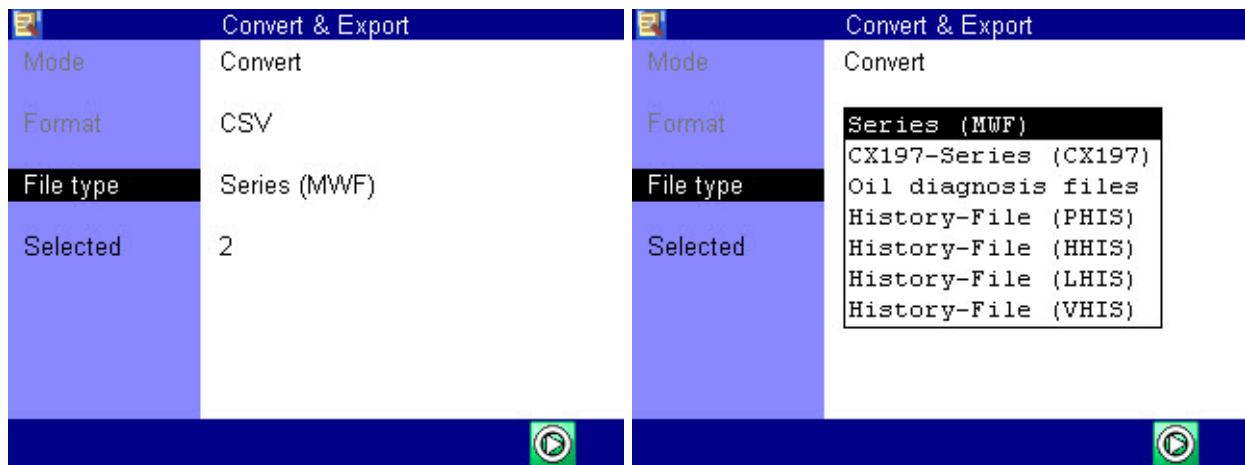 Convert & Export
Mode Convert
Format CSV
File type Series (MWF)
Selected 2
Convert & Export
Mode Convert
Format
File type
Selected
Series (MWF)
CX197-Series (CX197)
Oil diagnosis files
History-File (PHIS)
History-File (HHIS)
History-File (LHIS)
History-File (VHIS)